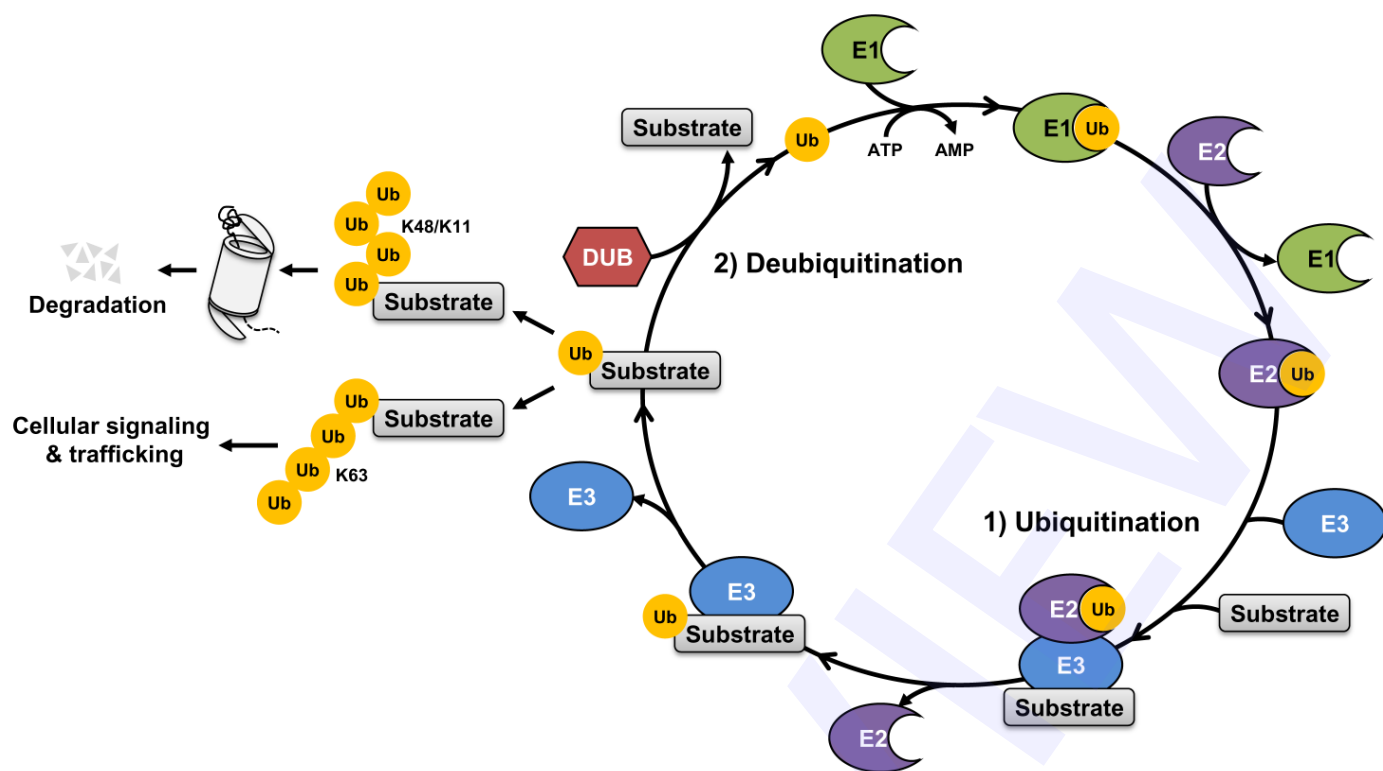 E1
Substrate
Ub
ATP
AMP
E1
Ub
E2
Ub
Ub
Ub
Ub
K48/K11
Substrate
DUB
2) Deubiquitination
E1
Degradation
Ub
Substrate
E2
Ub
Ub
Substrate
Cellular signaling
& trafficking
Ub
Ub
K63
Ub
E3
1) Ubiquitination
E3
E3
Ub
Substrate
E2
Ub
Substrate
E3
Substrate
E2